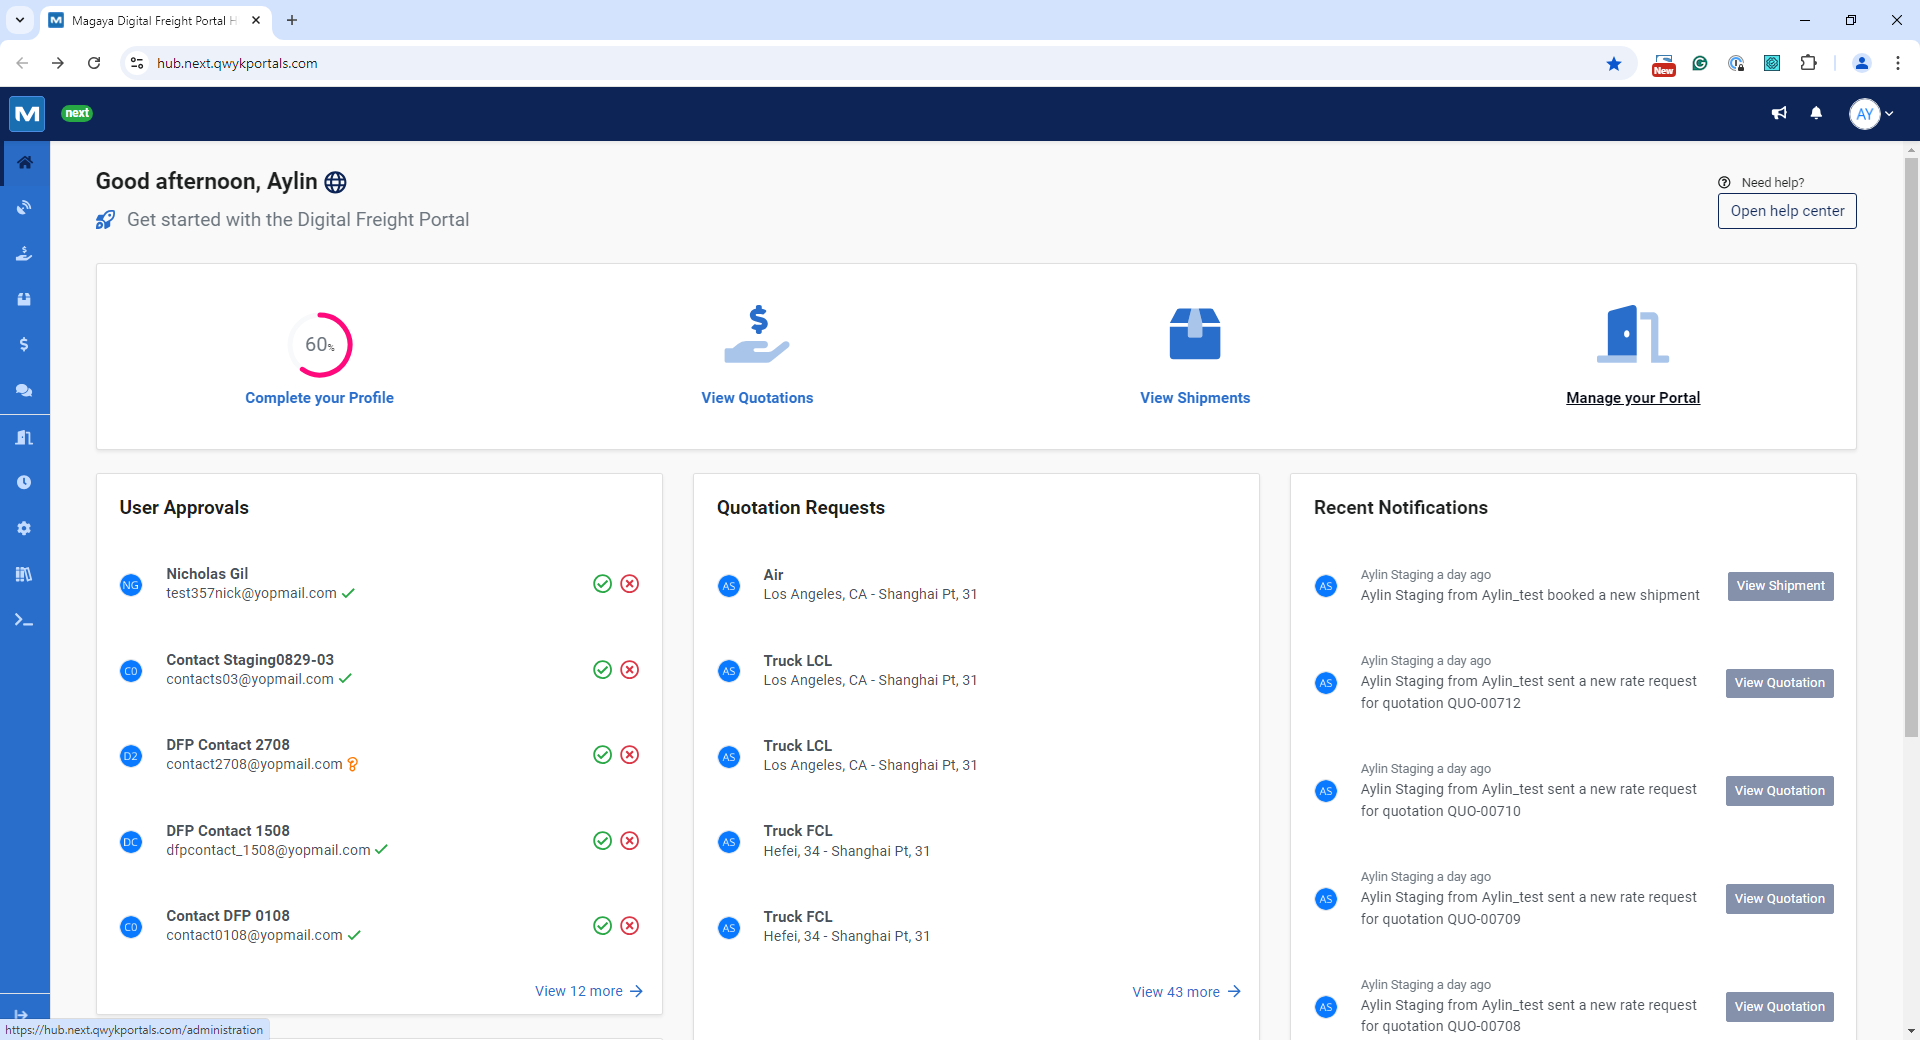 Magaya Digital Freight Portal H
hub.next.qwykportals.com
New
M
next
AY
Good afternoon, Aylin
Get started with the Digital Freight Portal
Need help?
Open help center
60%
Complete your Profile
View Quotations
View Shipments
Manage your Portal
User Approvals
NG
Nicholas Gil
test357nick@yopmail.com
C0
Contact Staging0829-03
contacts03@yopmail.com
D2
DFP Contact 2708
contact2708@yopmail.com
DC
DFP Contact 1508
dfpcontact_1508@yopmail.com
C0
Contact DFP 0108
contact0108@yopmail.com
View 12 more
Quotation Requests
AS
Air
Los Angeles, CA - Shanghai Pt, 31
AS
Truck LCL
Los Angeles, CA - Shanghai Pt, 31
AS
Truck LCL
Los Angeles, CA - Shanghai Pt, 31
AS
Truck FCL
Hefei, 34 - Shanghai Pt, 31
AS
Truck FCL
Hefei, 34 - Shanghai Pt, 31
View 43 more
Recent Notifications
AS
Aylin Staging a day ago
Aylin Staging from Aylin_test booked a new shipment
View Shipment
AS
Aylin Staging a day ago
Aylin Staging from Aylin_test sent a new rate request
for quotation QUO-00712
View Quotation
AS
Aylin Staging a day ago
Aylin Staging from Aylin_test sent a new rate request
for quotation QUO-00710
View Quotation
AS
Aylin Staging a day ago
Aylin Staging from Aylin_test sent a new rate request
for quotation QUO-00709
View Quotation
AS
Aylin Staging a day ago
Aylin Staging from Aylin_test sent a new rate request
for quotation QUO-00708
View Quotation
https://hub.next.qwykportals.com/administration